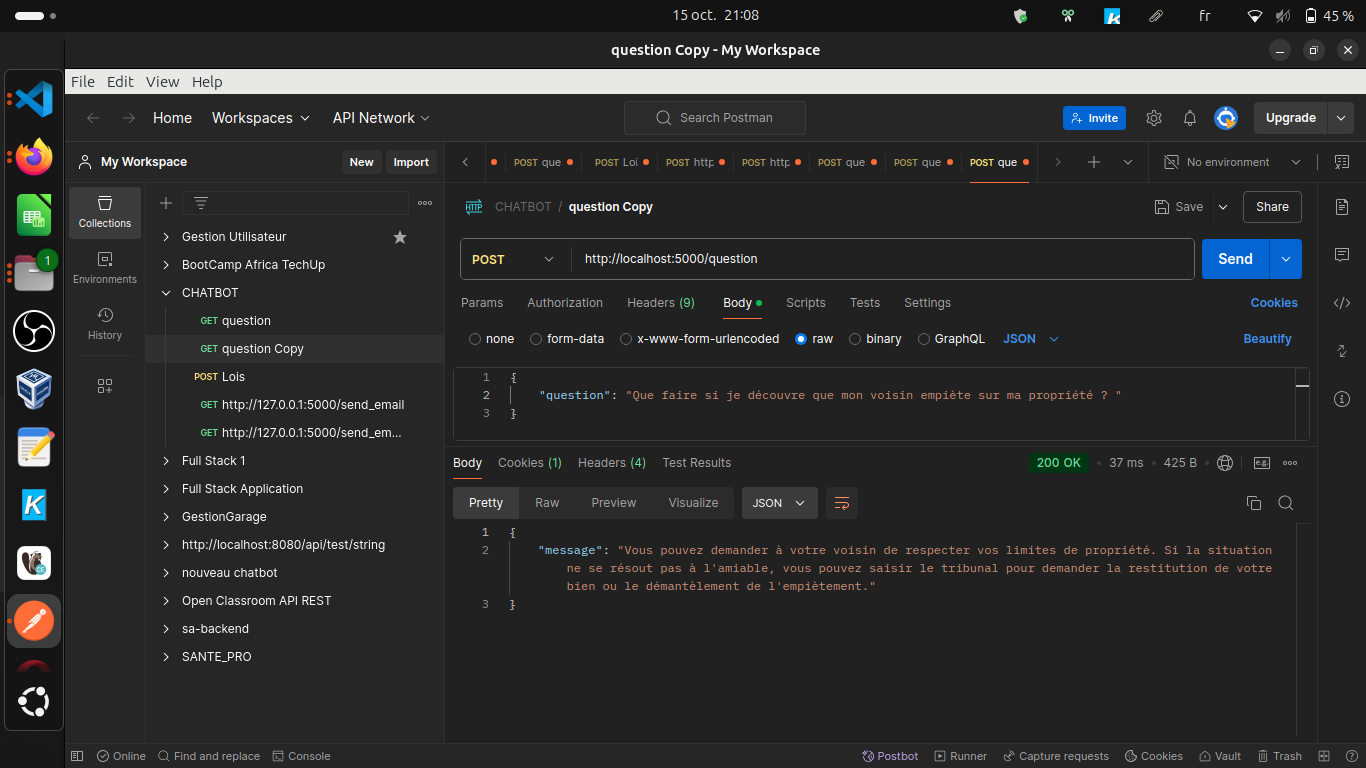 15 oct. 21:08
fr
45 %
question Copy - My Workspace
File Edit View Help
Home Workspaces API Network
Search Postman
Invite
Upgrade
My Workspace
New Import
POST que
POST Loi
POST http
POST http
POST que
POST que
POST que
No environment
Collections
Environments
History
Gestion Utilisateur
BootCamp Africa TechUp
CHATBOT
GET question
GET question Copy
POST Lois
GET http://127.0.0.1:5000/send_email
GET http://127.0.0.1:5000/send_em...
Full Stack 1
Full Stack Application
GestionGarage
http://localhost:8080/api/test/string
nouveau chatbot
Open Classroom API REST
sa-backend
SANTE_PRO
1
K
HTTP CHATBOT / question Copy
Save
Share
POST http://localhost:5000/question
Send
Params Authorization Headers (9) Body Scripts Tests Settings
Cookies
none form-data x-www-form-urlencoded raw binary GraphQL JSON
Beautify
1 {
2 "question": "Que faire si je découvre que mon voisin empiète sur ma propriété ? "
3 }
Body Cookies (1) Headers (4) Test Results
200 OK • 37 ms • 425 B
e.g.
Pretty Raw Preview Visualize JSON
1 {
2 "message": "Vous pouvez demander à votre voisin de respecter vos limites de propriété. Si la situation
ne se résout pas à l'amiable, vous pouvez saisir le tribunal pour demander la restitution de votre
bien ou le démantèlement de l'empiètement."
3 }
Online Find and replace Console
Postbot Runner Capture requests Cookies Vault Trash